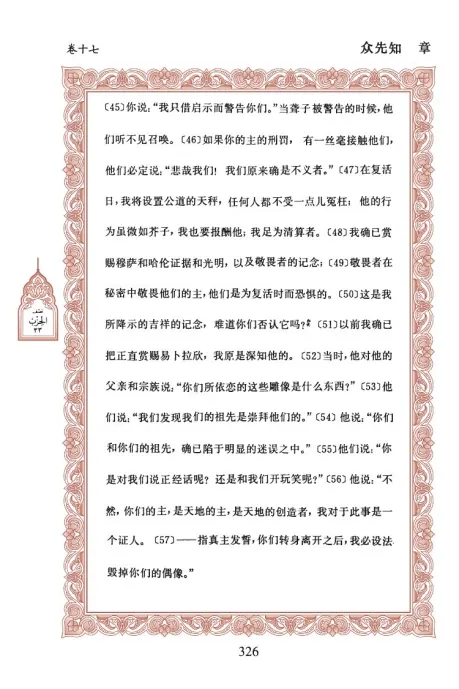 卷十七
众先知 章
〔45〕你说:“我只借启示而警告你们。”当聋子被警告的时候,他
们听不见召唤。〔46〕如果你的主的刑罚, 有一丝毫接触他们,
他们必定说:“悲哉我们! 我们原来确是不义者。”〔47〕在复活
日,我将设置公道的天秤,任何人都不受一点儿冤枉; 他的行
为虽微如芥子,我也要报酬他;我足为清算者。〔48〕我确已赏
赐穆萨和哈伦证据和光明,以及敬畏者的记念;〔49〕敬畏者在
秘密中敬畏他们的主,他们是为复活时而恐惧的。〔50〕这是我
所降示的吉祥的记念,难道你们否认它吗?〔51〕以前我确已
把正直赏赐易卜拉欣,我原是深知他的。〔52〕当时,他对他的
父亲和宗族说:“你们所依恋的这些雕像是什么东西?”〔53〕他
们说:“我们发现我们的祖先是崇拜他们的。”〔54〕他说:“你们
和你们的祖先,确已陷于明显的迷误之中。”〔55〕他们说:“你
是对我们说正经话呢? 还是和我们开玩笑呢?”〔56〕他说:“不
然,你们的主,是天地的主,是天地的创造者,我对于此事是一
个证人。〔57〕——指真主发誓,你们转身离开之后,我必设法
毁掉你们的偶像。”
نصف
الحزب
٣٣
326